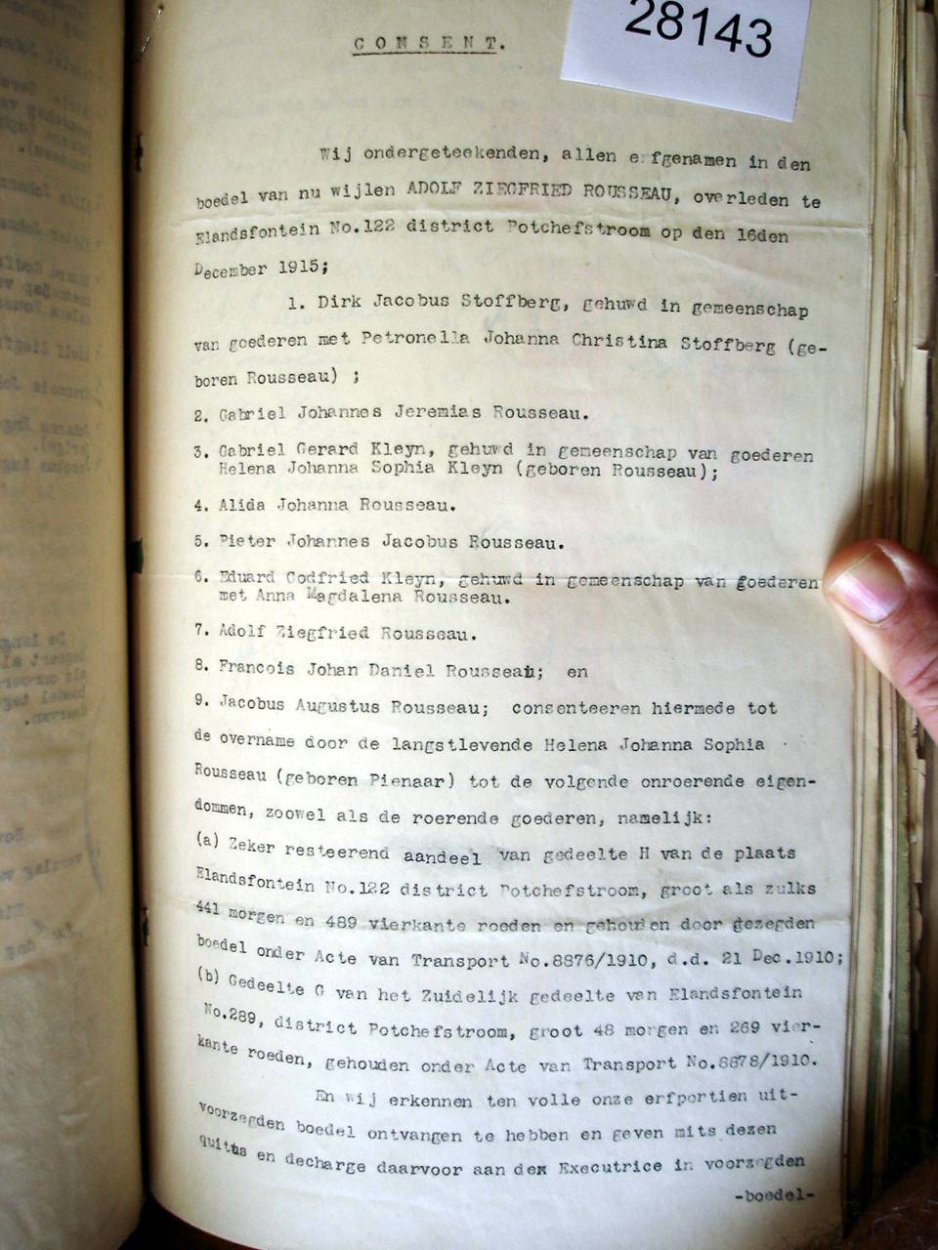 28143
CONSENT.
Wij ondergeteekenden, allen erfgenamen in den
boedel van nu wijlen ADOLF ZIEGFRIED ROUSSEAU, overleden te
Elandsfontein No.122 district Potchefstroom op den 16den
December 1915;
1. Dirk Jacobus Stoffberg, gehuwd in gemeenschap
van goederen met Petronella Johanna Christina Stoffberg (ge-
boren Rousseau) ;
2. Gabriel Johannes Jeremias Rousseau.
3. Gabriel Gerard Kleyn, gehuwd in gemeenschap van goederen
Helena Johanna Sophia Kleyn (geboren Rousseau);
4. Alida Johanna Rousseau.
5. Pieter Johannes Jacobus Rousseau.
6. Eduard Godfried Kleyn, gehuwd in gemeenschap van goederen
met Anna Magdalena Rousseau.
7. Adolf Ziegfried Rousseau.
8. Francois Johan Daniel Rousseau; en
9. Jacobus Augustus Rousseau; consenteeren hiermede tot
de overname door de langstlevende Helena Johanna Sophia
Rousseau (geboren Pienaar) tot de volgende onroerende eigen-
dommen, zoowel als de roerende goederen, namelijk:
(a) Zeker resteerend aandeel van gedeelte H van de plaats
Elandsfontein No.122 district Potchefstroom, groot als zulks
441 morgen en 489 vierkante roeden en gehouden door gezegden
boedel onder Acte van Transport No.8876/1910, d.d. 21 Dec.1910;
(b) Gedeelte G van het Zuidelijk gedeelte van Elandsfontein
No.289, district Potchefstroom, groot 48 morgen en 269 vier-
kante roeden, gehouden onder Acte van Transport No.8878/1910.
En wij erkennen ten volle onze erfportien uit-
voorzegden boedel ontvangen te hebben en geven mits dezen
quitus en decharge daarvoor aan den Executrice in voorzegden
-boedel-